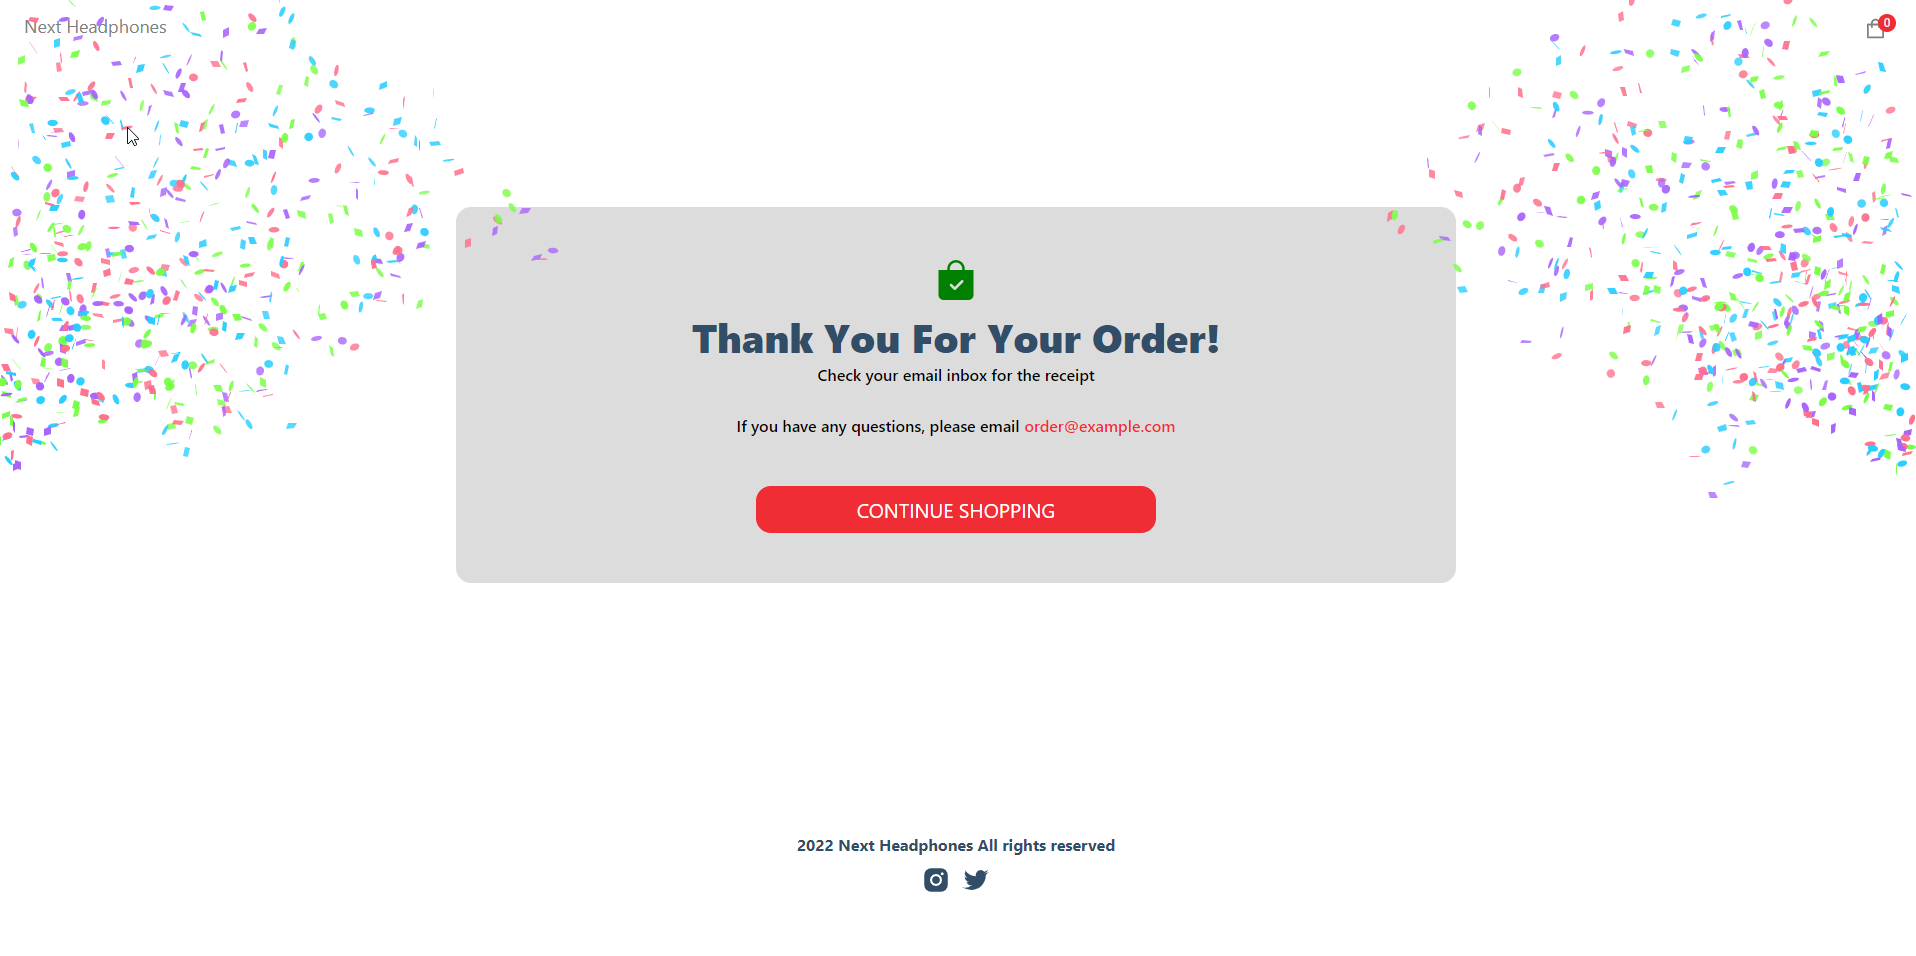 Next Headphones
0
Thank You For Your Order!
Check your email inbox for the receipt
If you have any questions, please email order@example.com
CONTINUE SHOPPING
2022 Next Headphones All rights reserved